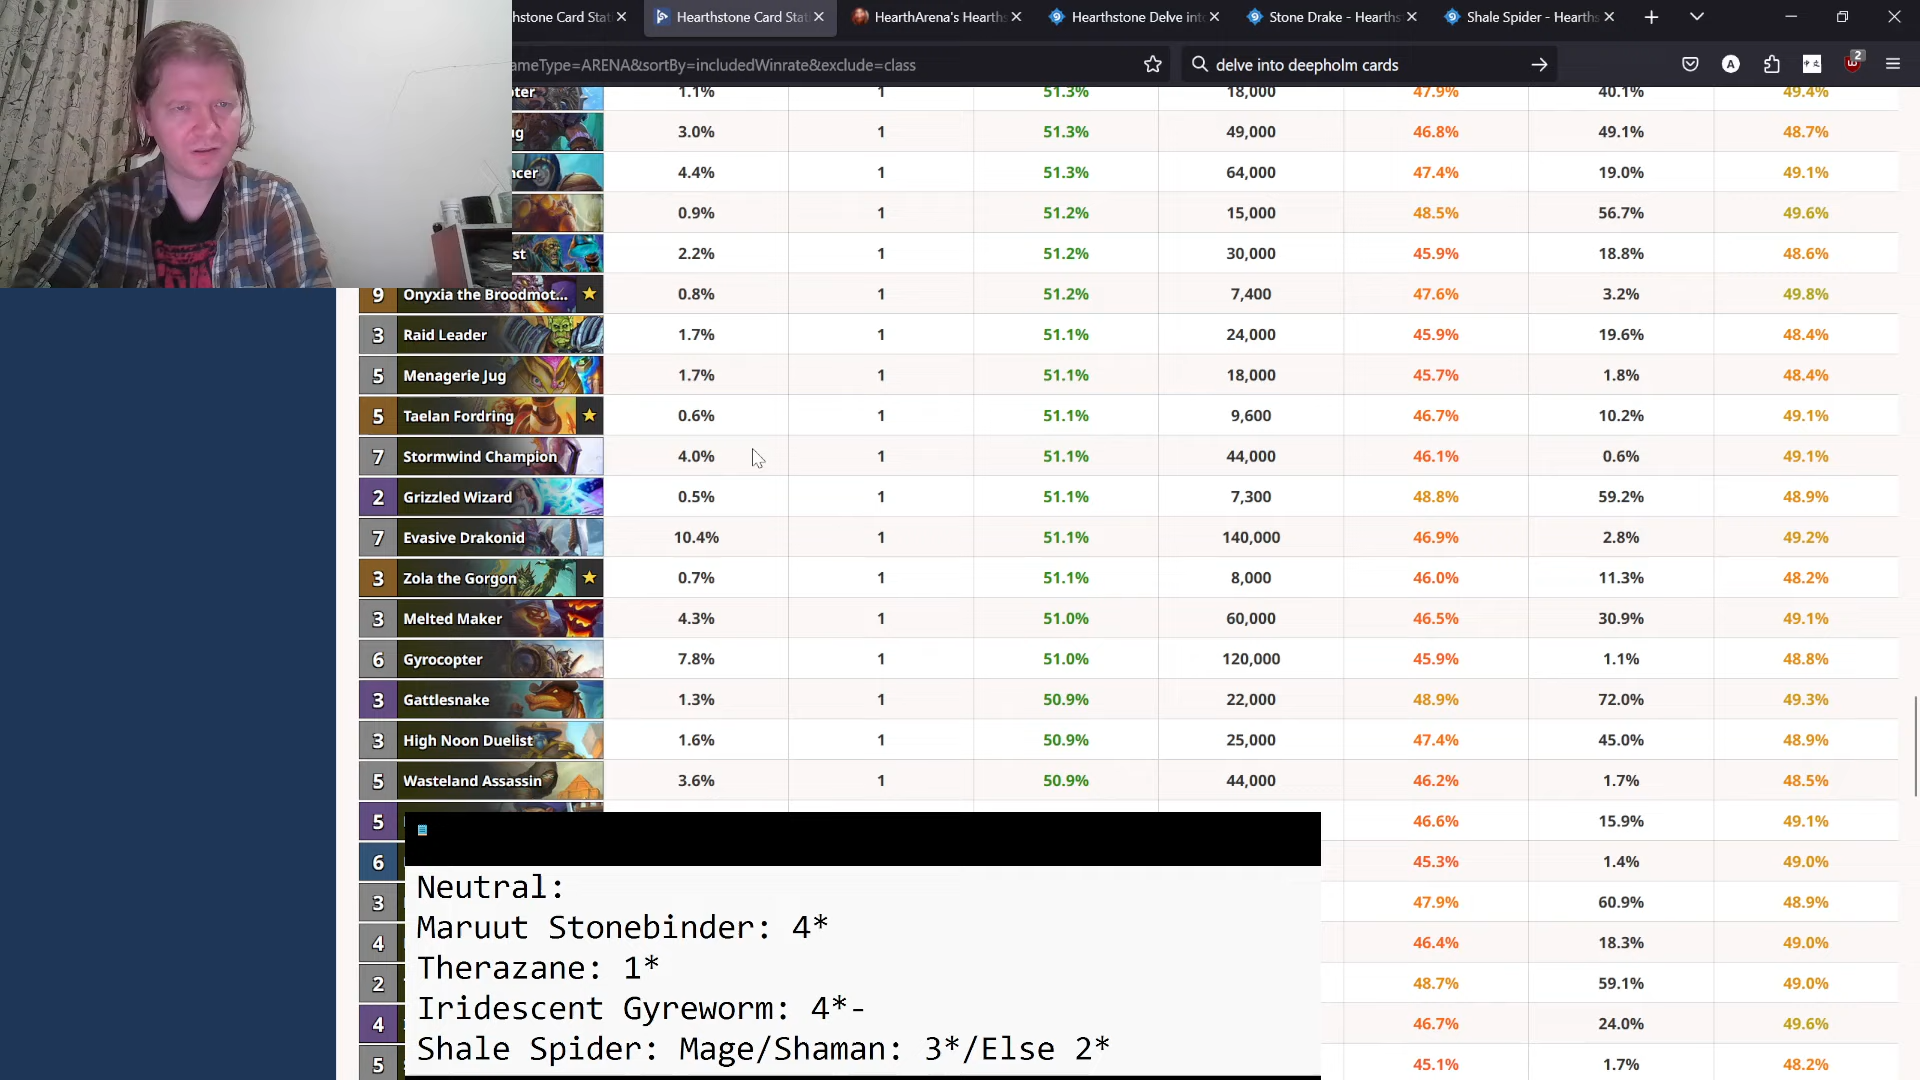 hstone Card Stat
Hearthstone Card Stat
HearthArena's Hearths
Hearthstone Delve int
Stone Drake - Hearths
Shale Spider - Hearths
ameType=ARENA&sortBy=includedWinrate&exclude=class
delve into deepholm cards
2
oter 1.1% 1 51.3% 18,000 47.9% 40.1% 49.4%
ug 3.0% 1 51.3% 49,000 46.8% 49.1% 48.7%
ncer 4.4% 1 51.3% 64,000 47.4% 19.0% 49.1%
0.9% 1 51.2% 15,000 48.5% 56.7% 49.6%
st 2.2% 1 51.2% 30,000 45.9% 18.8% 48.6%
9 Onyxia the Broodmot... 0.8% 1 51.2% 7,400 47.6% 3.2% 49.8%
3 Raid Leader 1.7% 1 51.1% 24,000 45.9% 19.6% 48.4%
5 Menagerie Jug 1.7% 1 51.1% 18,000 45.7% 1.8% 48.4%
5 Taelan Fordring 0.6% 1 51.1% 9,600 46.7% 10.2% 49.1%
7 Stormwind Champion 4.0% 1 51.1% 44,000 46.1% 0.6% 49.1%
2 Grizzled Wizard 0.5% 1 51.1% 7,300 48.8% 59.2% 48.9%
7 Evasive Drakonid 10.4% 1 51.1% 140,000 46.9% 2.8% 49.2%
3 Zola the Gorgon 0.7% 1 51.1% 8,000 46.0% 11.3% 48.2%
3 Melted Maker 4.3% 1 51.0% 60,000 46.5% 30.9% 49.1%
6 Gyrocopter 7.8% 1 51.0% 120,000 45.9% 1.1% 48.8%
3 Gattlesnake 1.3% 1 50.9% 22,000 48.9% 72.0% 49.3%
3 High Noon Duelist 1.6% 1 50.9% 25,000 47.4% 45.0% 48.9%
5 Wasteland Assassin 3.6% 1 50.9% 44,000 46.2% 1.7% 48.5%
5 46.6% 15.9% 49.1%
6 45.3% 1.4% 49.0%
3 47.9% 60.9% 48.9%
4 46.4% 18.3% 49.0%
2 48.7% 59.1% 49.0%
4 46.7% 24.0% 49.6%
5 45.1% 1.7% 48.2%
Neutral:
Maruut Stonebinder: 4*
Therazane: 1*
Iridescent Gyreworm: 4*-
Shale Spider: Mage/Shaman: 3*/Else 2*